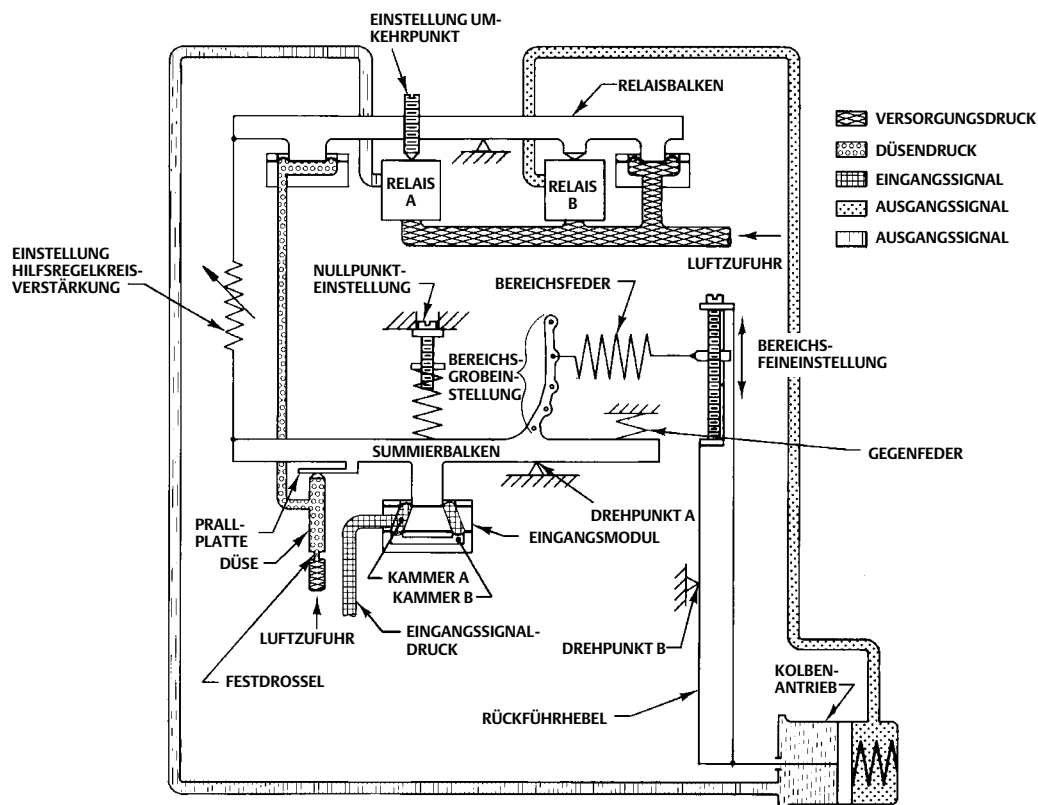 EINSTELLUNG UM-
KEHRPUNKT
RELAISBALKEN
VERSORGUNGSDRUCK
DÜSENDRUCK
EINGANGSSIGNAL
AUSGANGSSIGNAL
AUSGANGSSIGNAL
RELAIS
A
RELAIS
B
LUFTZUFUHR
EINSTELLUNG
HILFSREGELKREIS-
VERSTÄRKUNG
NULLPUNKT-
EINSTELLUNG
BEREICHSFEDER
BEREICHS-
FEINEINSTELLUNG
BEREICHS-
GROBEIN-
STELLUNG
SUMMIERBALKEN
GEGENFEDER
PRALL-
PLATTE
DÜSE
DREHPUNKT A
EINGANGSMODUL
KAMMER A
KAMMER B
LUFTZUFUHR
EINGANGSSIGNAL-
DRUCK
DREHPUNKT B
FESTDROSSEL
KOLBEN-
ANTRIEB
RÜCKFÜHRHEBEL